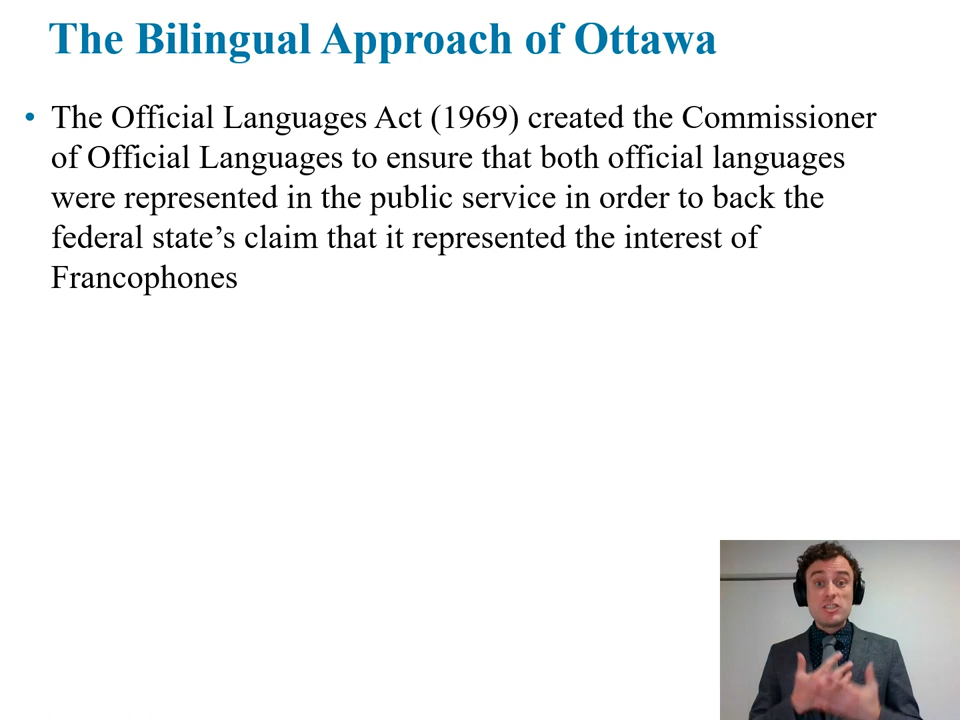 The Bilingual Approach of Ottawa
• The Official Languages Act (1969) created the Commissioner
of Official Languages to ensure that both official languages
were represented in the public service in order to back the
federal state’s claim that it represented the interest of
Francophones